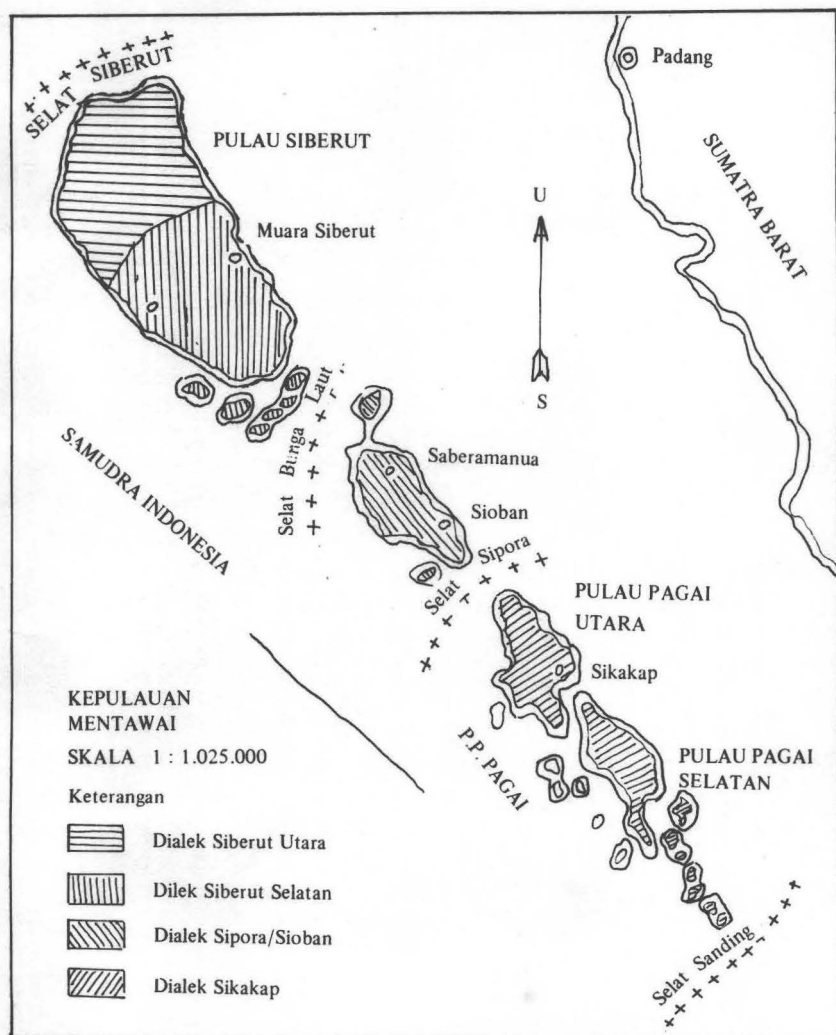 SELAT SIBERUT
Padang
PULAU SIBERUT
SUMATRA BARAT
U
Muara Siberut
S
Selat Bunga Laut
SAMUDRA INDONESIA
Saberamanua
Sioban
Selat Sipora
PULAU PAGAI
UTARA
Sikakap
P.P. PAGAI
PULAU PAGAI
SELATAN
Selat Sanding
KEPULAUAN
MENTAWAI
SKALA 1 : 1.025.000
Keterangan
Dialek Siberut Utara
Dilek Siberut Selatan
Dialek Sipora/Sioban
Dialek Sikakap